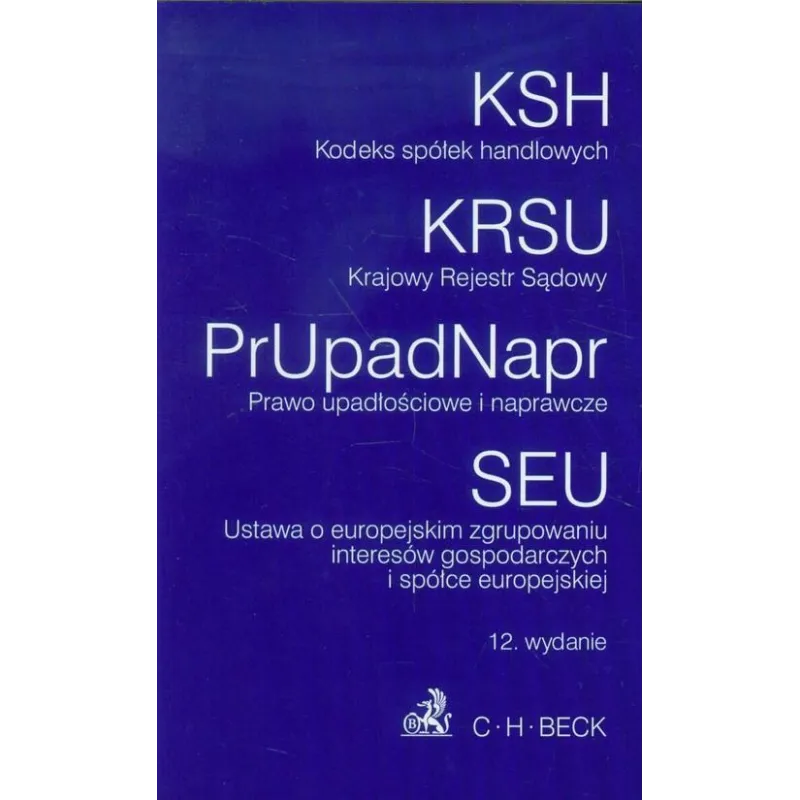 KSH
Kodeks spółek handlowych
KRSU
Krajowy Rejestr Sądowy
PrUpadNapr
Prawo upadłościowe i naprawcze
SEU
Ustawa o europejskim zgrupowaniu
interesów gospodarczych
i spółce europejskiej
12. wydanie
B
C·H·BECK